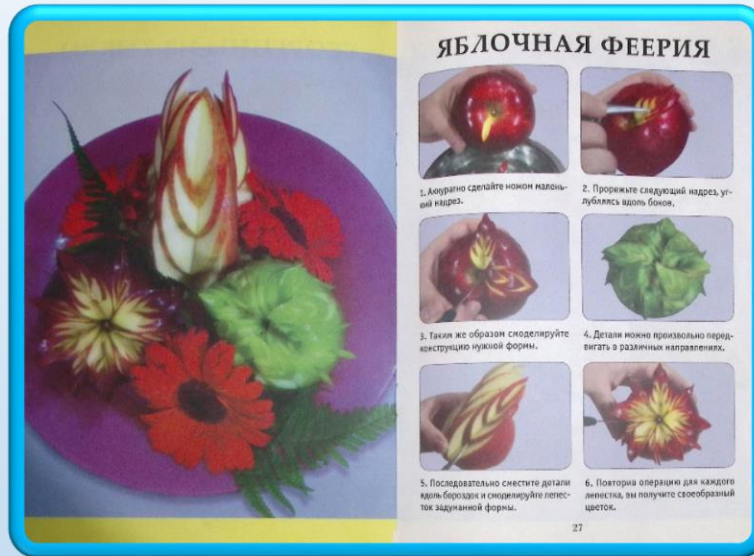 ЯБЛОЧНАЯ ФЕЕРИЯ
1. Аккуратно сделайте ножом малень-
кий надрез.
2. Прорежьте следующий надрез, уг-
лубляясь вдоль боков.
3. Таким же образом смоделируйте
конструкцию нужной формы.
4. Детали можно произвольно перед-
вигать в различных направлениях.
5. Последовательно сместите детали
вдоль бороздок и смоделируйте лепес-
ток задуманной формы.
6. Повторив операцию для каждого
лепестка, вы получите своеобразный
цветок.
27